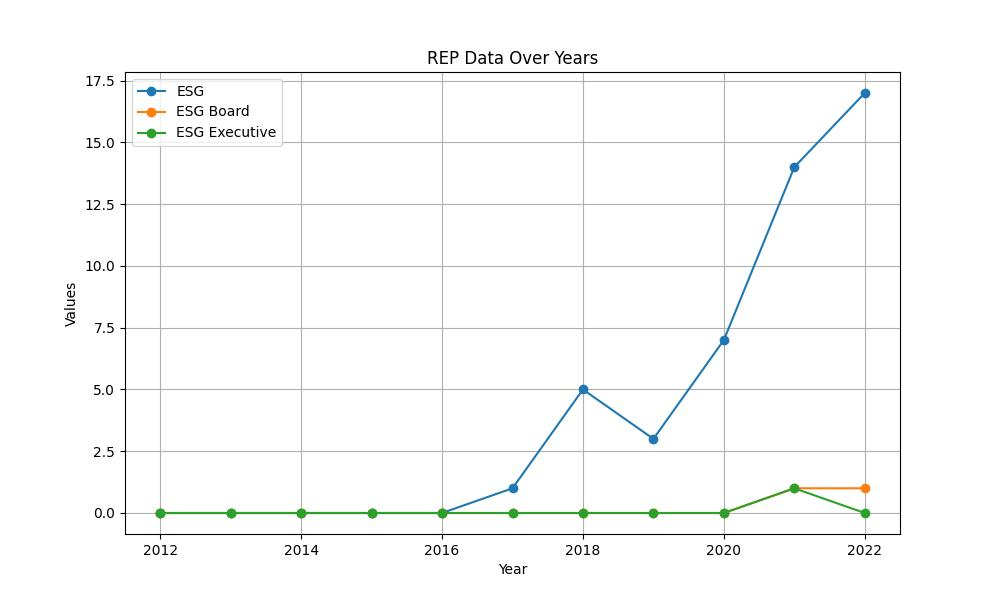 REP Data Over Years
ESG
ESG Board
ESG Executive
Values
17.5
15.0
12.5
10.0
7.5
5.0
2.5
0.0
2012 2014 2016 2018 2020 2022
Year